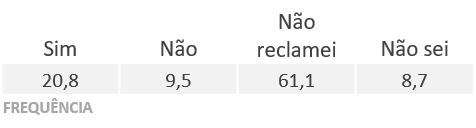 Sim Não Não reclamei Não sei
20,8 9,5 61,1 8,7
FREQUÊNCIA